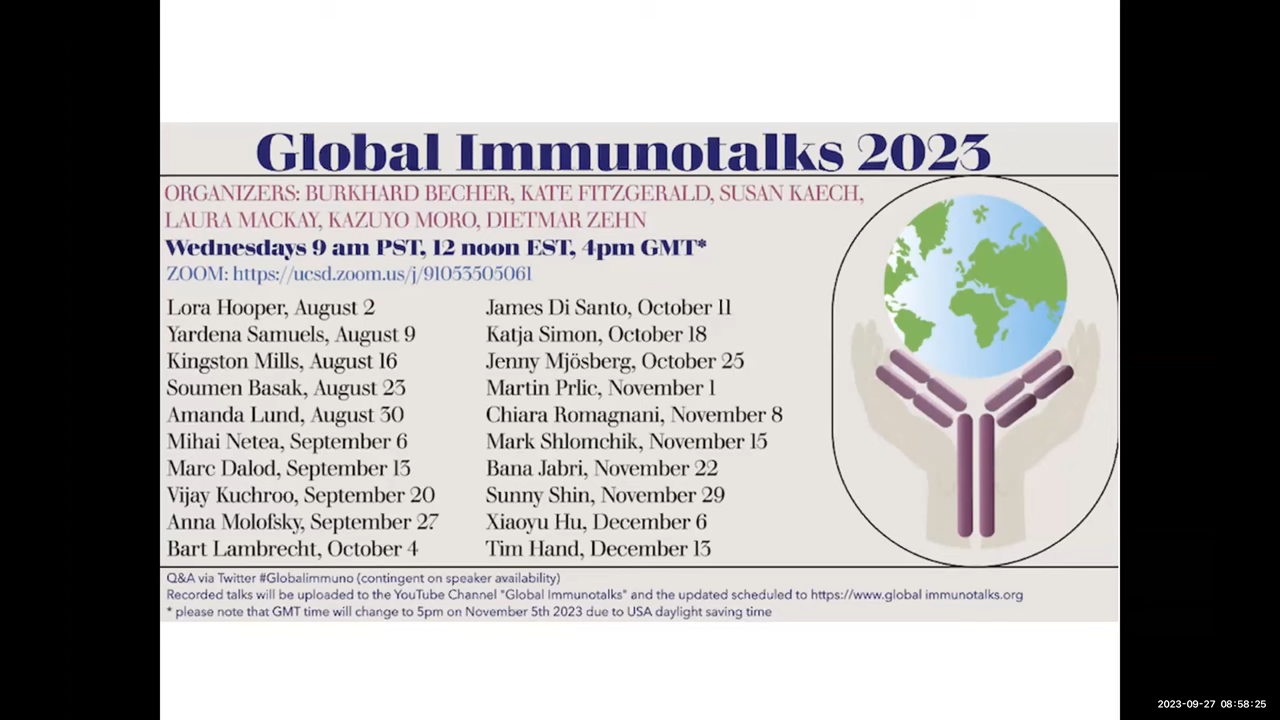 Global Immunotalks 2023
ORGANIZERS: BURKHARD BECHER, KATE FITZGERALD, SUSAN KAECH,
LAURA MACKAY, KAZUYO MORO, DIETMAR ZEHN
Wednesdays 9 am PST, 12 noon EST, 4pm GMT*
ZOOM: https://ucsd.zoom.us/j/91053505061
Lora Hooper, August 2
Yardena Samuels, August 9
Kingston Mills, August 16
Soumen Basak, August 23
Amanda Lund, August 30
Mihai Netea, September 6
Marc Dalod, September 13
Vijay Kuchroo, September 20
Anna Molofsky, September 27
Bart Lambrecht, October 4
James Di Santo, October 11
Katja Simon, October 18
Jenny Mjösberg, October 25
Martin Prlic, November 1
Chiara Romagnani, November 8
Mark Shlomchik, November 15
Bana Jabri, November 22
Sunny Shin, November 29
Xiaoyu Hu, December 6
Tim Hand, December 13
Q&A via Twitter #Globalimmuno (contingent on speaker availability)
Recorded talks will be uploaded to the YouTube Channel "Global Immunotalks" and the updated scheduled to https://www.global immunotalks.org
* please note that GMT time will change to 5pm on November 5th 2023 due to USA daylight saving time
2023-09-27 08:58:25